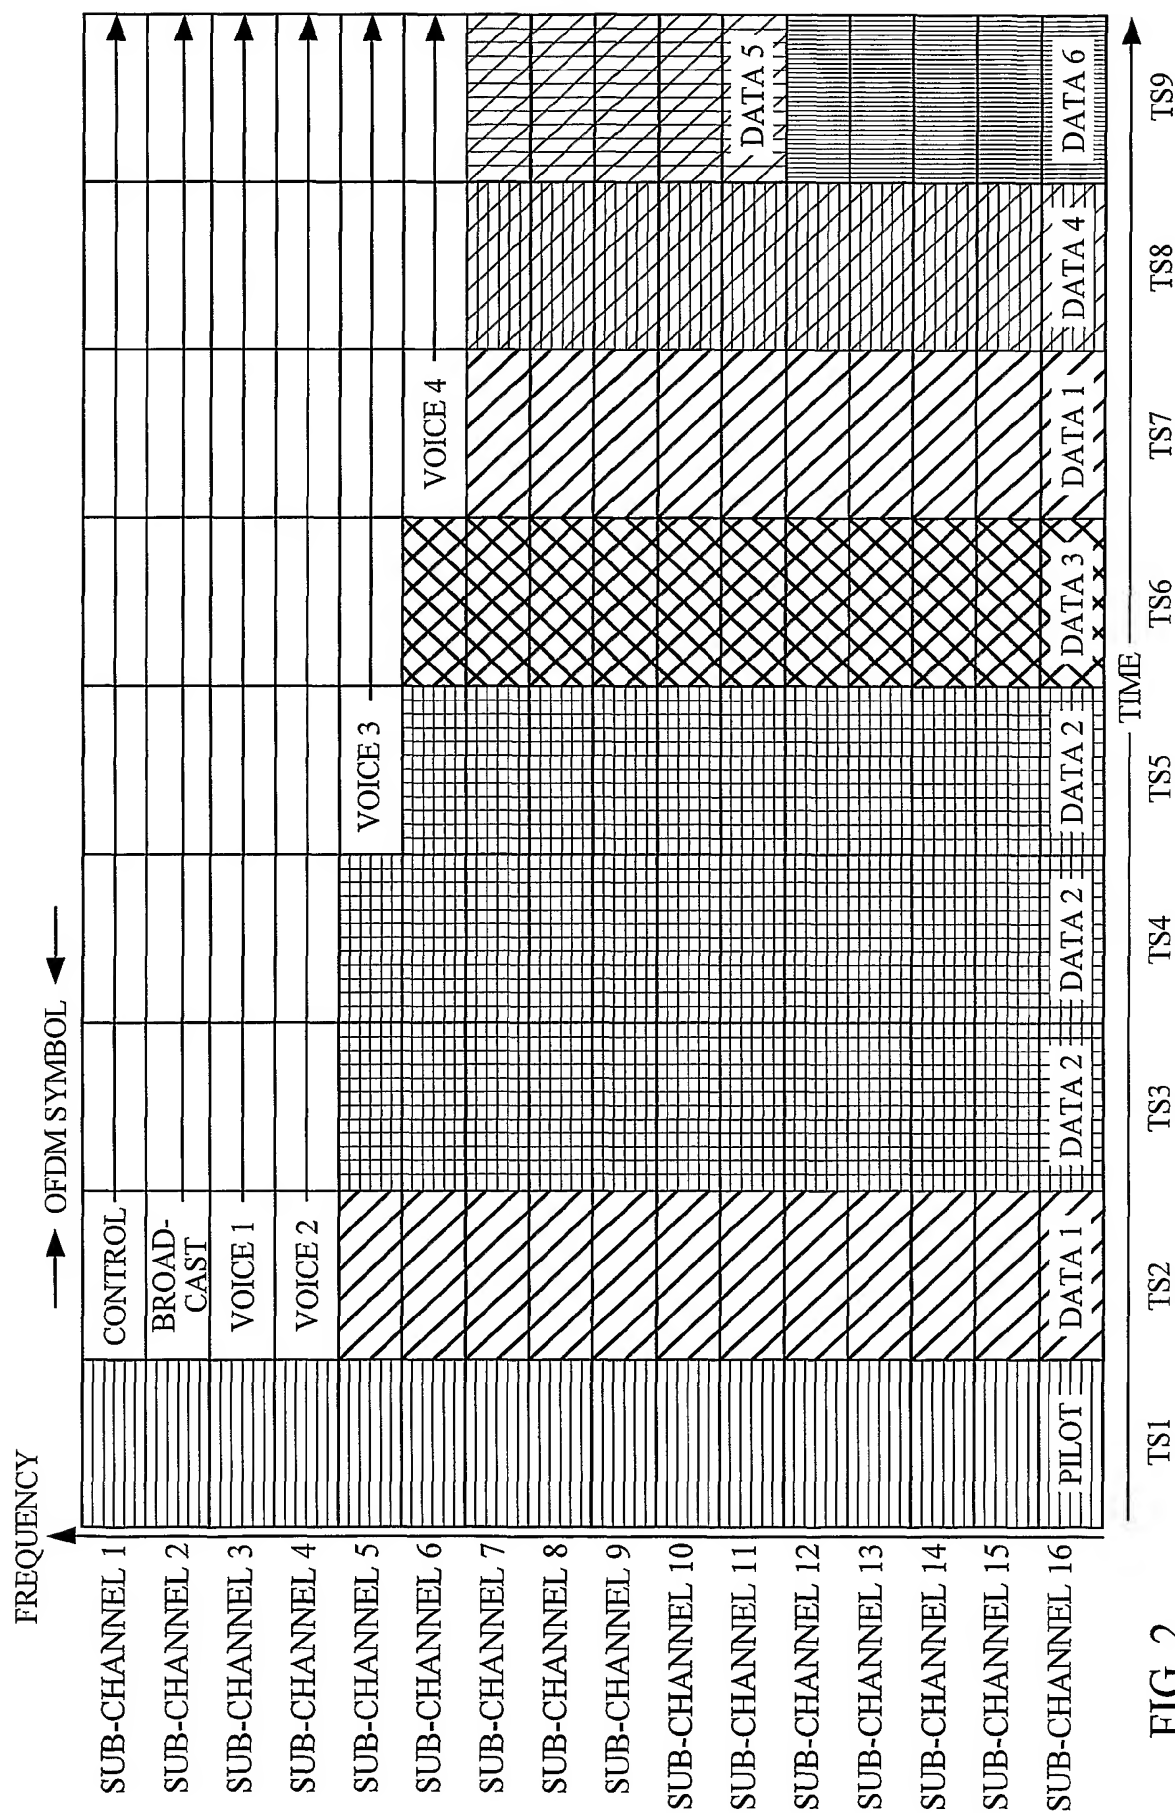 FREQUENCY
OFDM SYMBOL
SUB-CHANNEL 1
CONTROL
SUB-CHANNEL 2
BROAD-
CAST
SUB-CHANNEL 3
VOICE 1
SUB-CHANNEL 4
VOICE 2
SUB-CHANNEL 5
VOICE 3
SUB-CHANNEL 6
VOICE 4
SUB-CHANNEL 7
SUB-CHANNEL 8
SUB-CHANNEL 9
SUB-CHANNEL 10
SUB-CHANNEL 11
DATA 5
SUB-CHANNEL 12
SUB-CHANNEL 13
SUB-CHANNEL 14
SUB-CHANNEL 15
SUB-CHANNEL 16
PILOT
DATA 1
DATA 2
DATA 2
DATA 2
DATA 3
DATA 1
DATA 4
DATA 6
TIME
TS1
TS2
TS3
TS4
TS5
TS6
TS7
TS8
TS9
FIG. 2